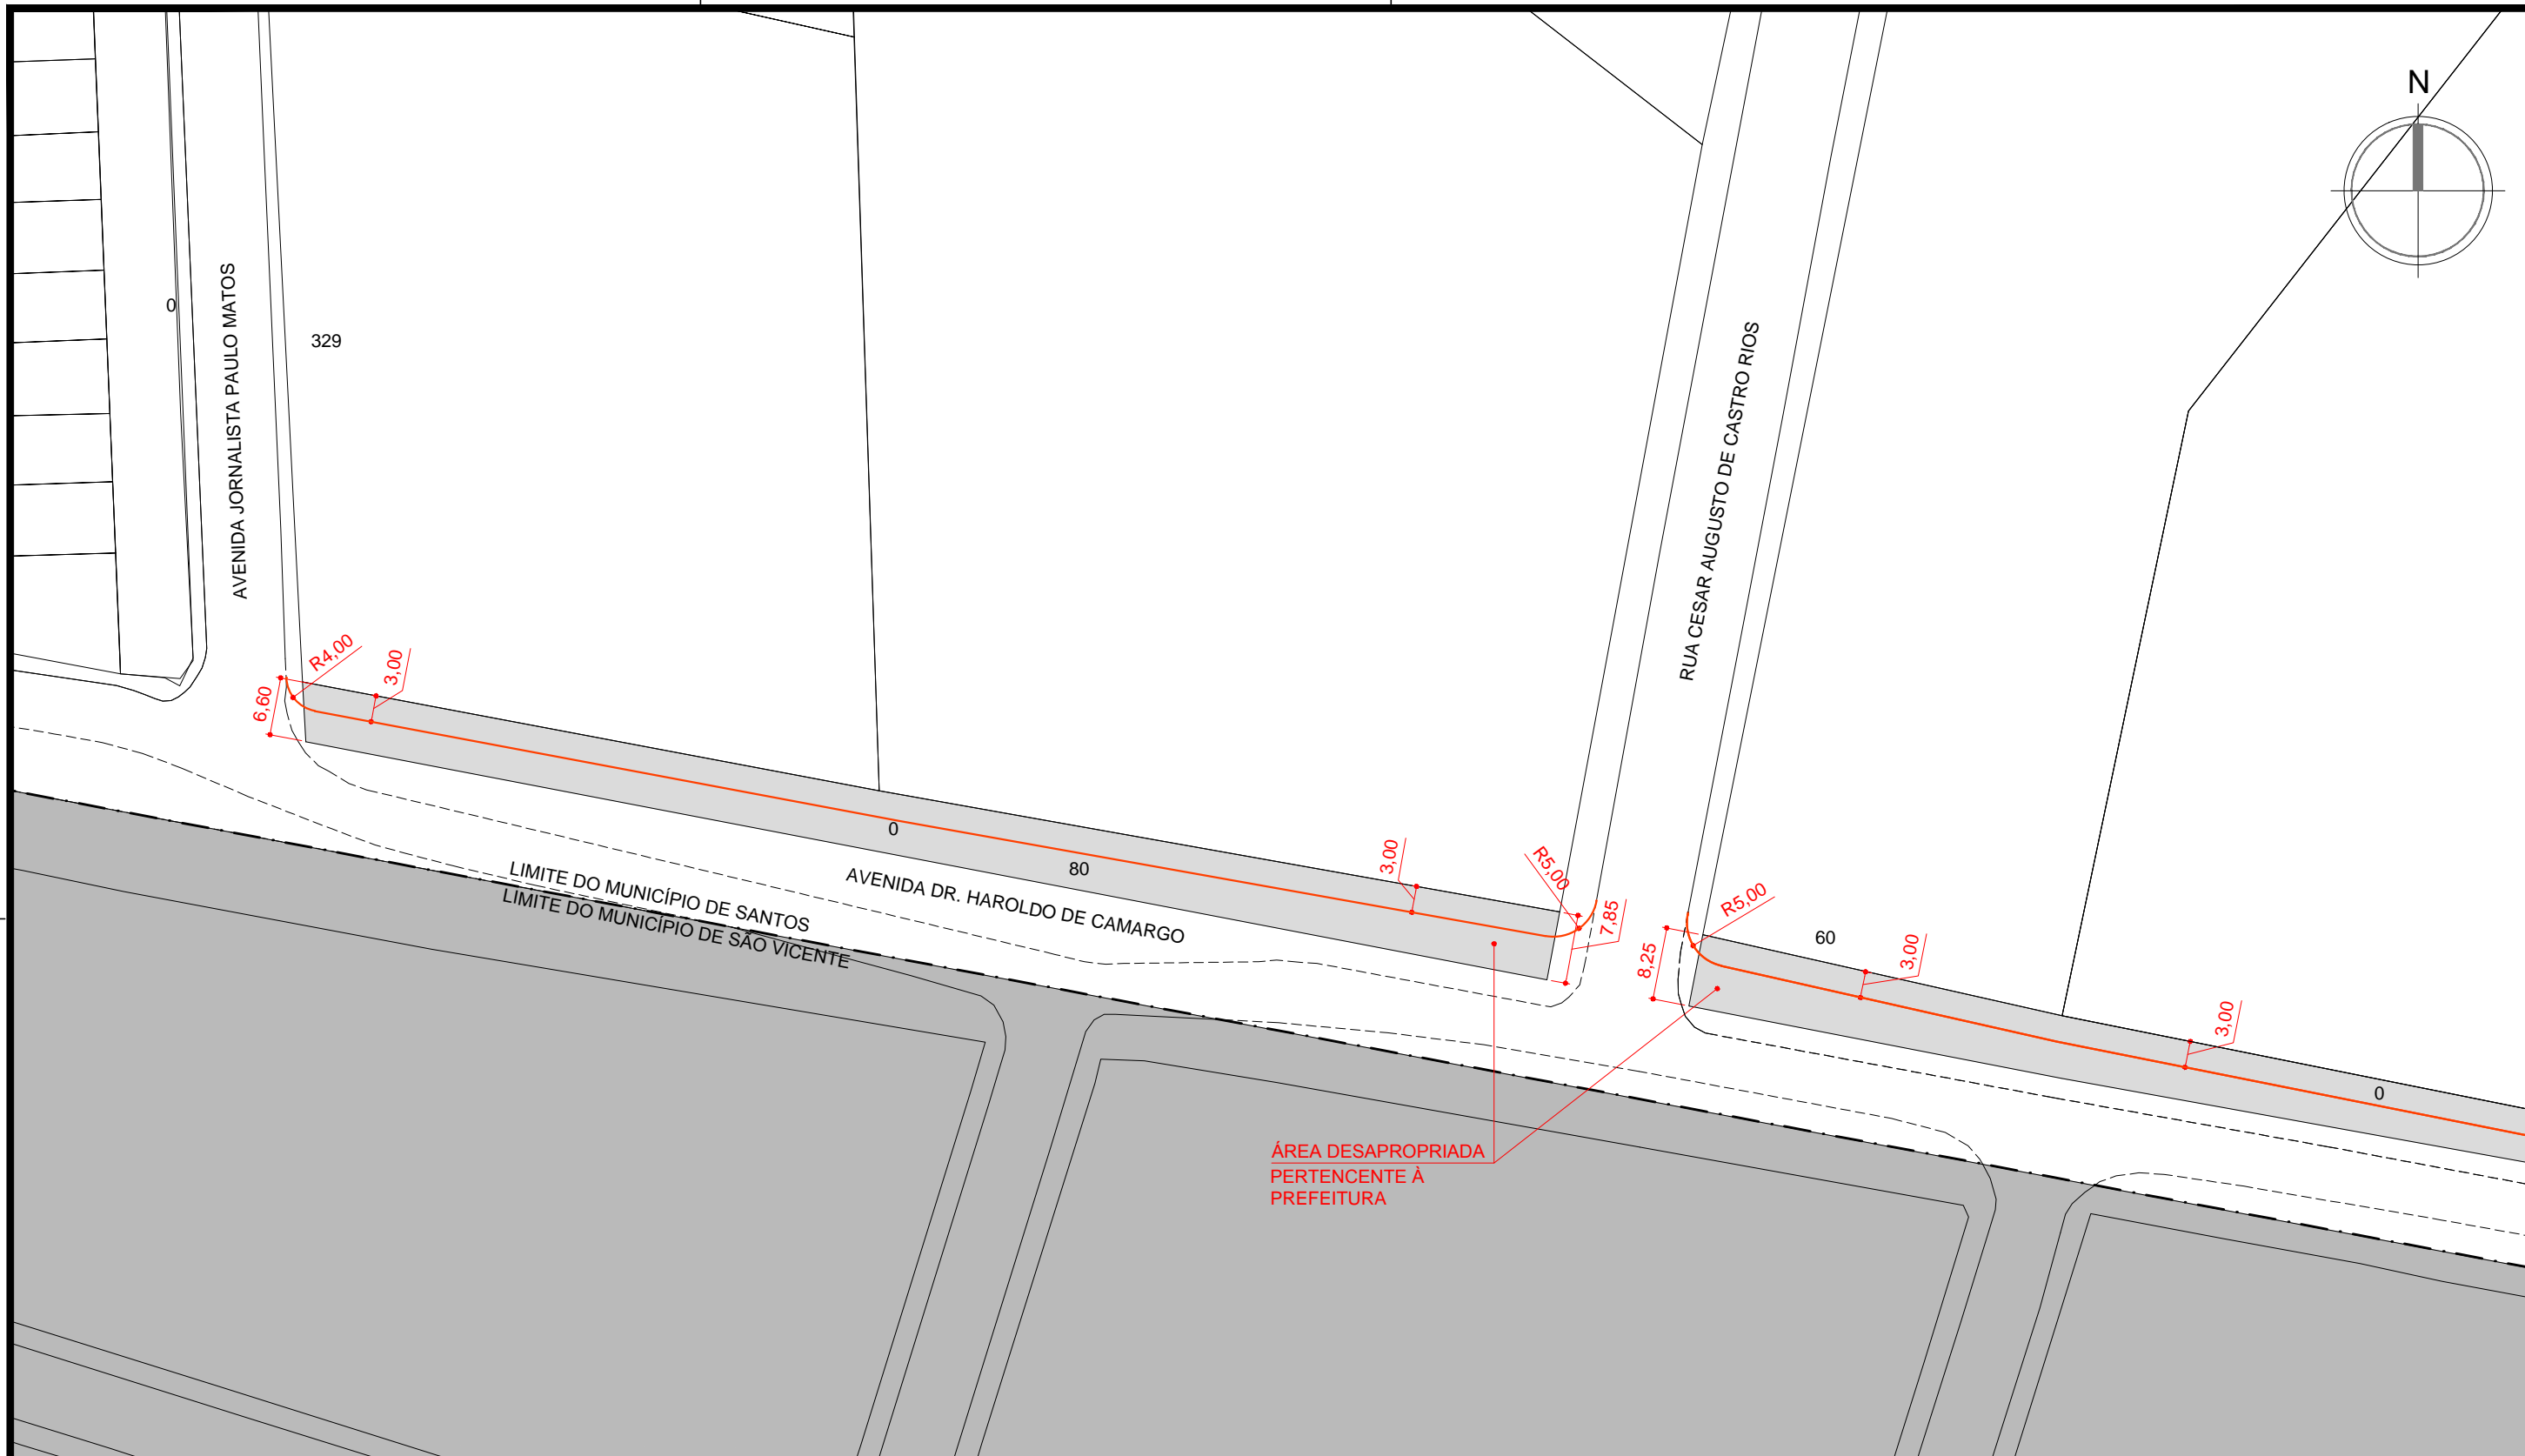 N
0
AVENIDA JORNALISTA PAULO MATOS
329
RUA CESAR AUGUSTO DE CASTRO RIOS
R4,00
3,00
6,60
0
80
3,00
R5,00
7,85
AVENIDA DR. HAROLDO DE CAMARGO
LIMITE DO MUNICÍPIO DE SANTOS
LIMITE DO MUNICÍPIO DE SÃO VICENTE
R5,00
8,25
60
3,00
3,00
0
ÁREA DESAPROPRIADA
PERTENCENTE À
PREFEITURA